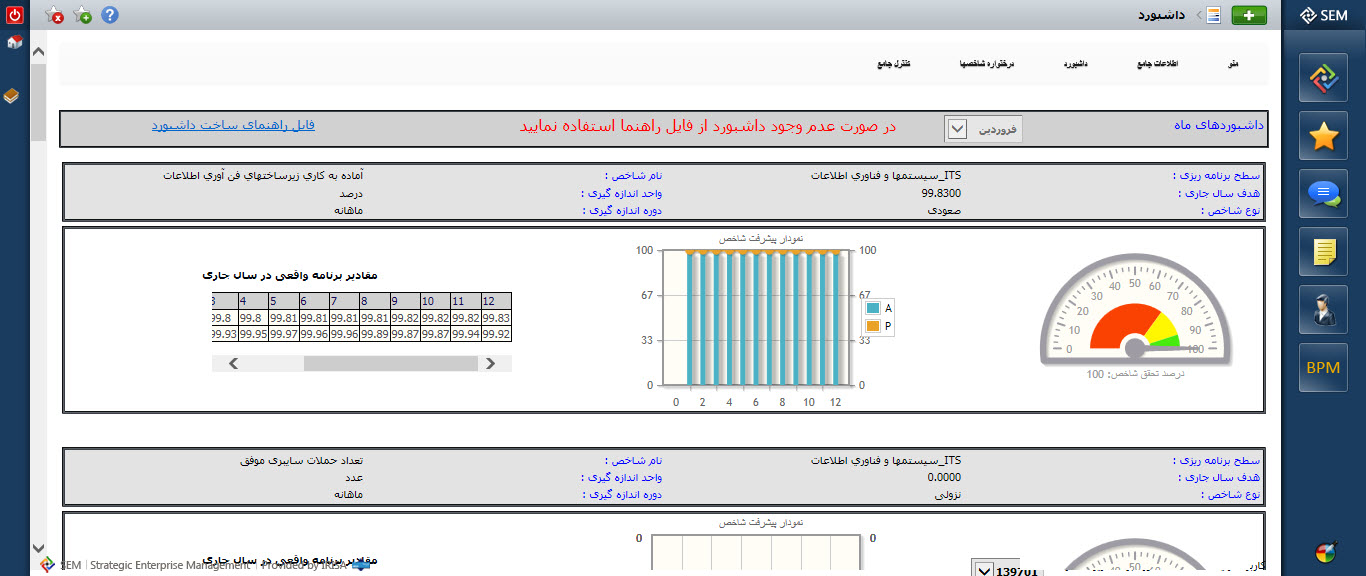 داشبورد
SEM
منو
اطلاعات جامع
داشبورد
درختواره شاخصها
کنترل جامع
داشبوردهای ماه
فروردین
در صورت عدم وجود داشبورد از فایل راهنما استفاده نمایید
فایل راهنمای ساخت داشبورد
سطح برنامه ریزی : ITS_سیستمها و فناوري اطلاعات نام شاخص : آماده به کاري زیرساختهاي فن آوري اطلاعات
هدف سال جاری : 99.8300 واحد اندازه گیری : درصد
نوع شاخص : صعودی دوره اندازه گیری : ماهانه
نمودار پیشرفت شاخص
100 67 33 0
100 67 33 0
0 2 4 6 8 10 12
A
P
0 10 20 30 40 50 60 70 80 90 100
درصد تحقق شاخص: 100
مقادیر برنامه واقعی در سال جاری
3 4 5 6 7 8 9 10 11 12
99.8 99.8 99.81 99.81 99.81 99.81 99.82 99.82 99.82 99.83
99.93 99.95 99.97 99.96 99.96 99.89 99.87 99.87 99.94 99.92
BPM
سطح برنامه ریزی : ITS_سیستمها و فناوري اطلاعات نام شاخص : تعداد حملات سایبری موفق
هدف سال جاری : 0.0000 واحد اندازه گیری : عدد
نوع شاخص : نزولی دوره اندازه گیری : ماهانه
نمودار پیشرفت شاخص
0 0
مقادیر برنامه واقعی در سال جاری
40 50 60
139701
SEM | Strategic Enterprise Management | Provided by IRISA